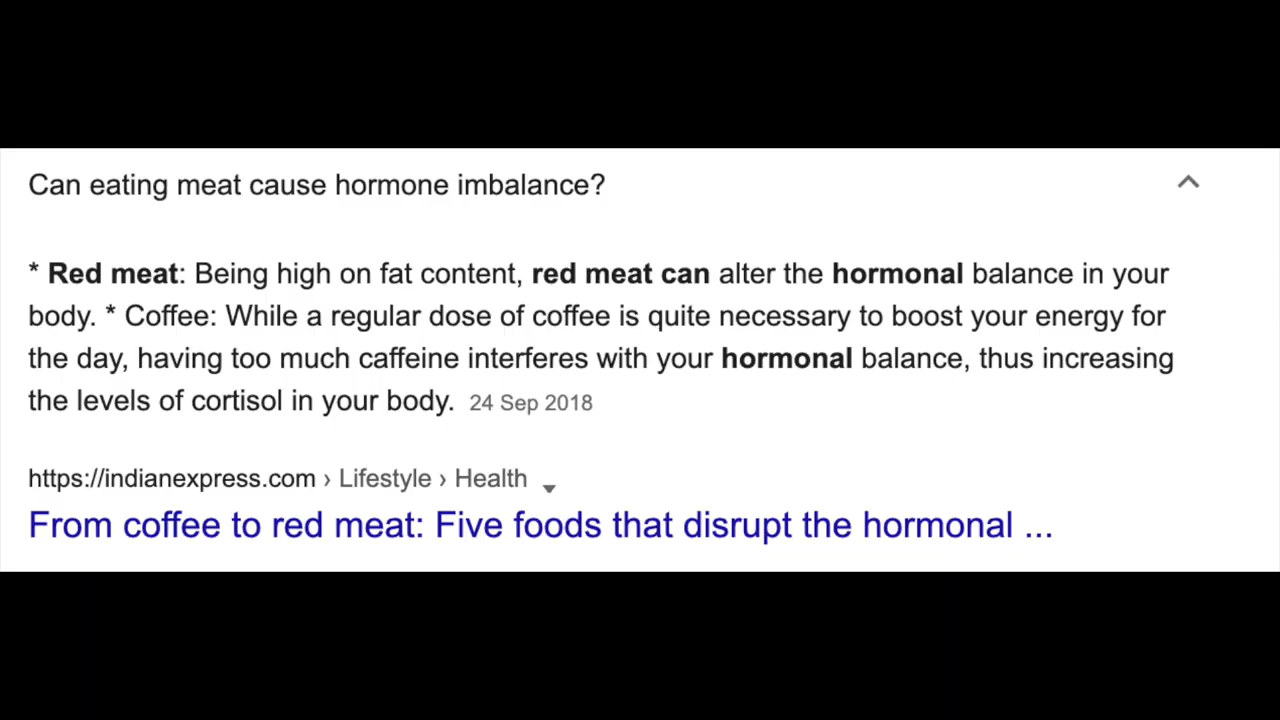 Can eating meat cause hormone imbalance?
* Red meat: Being high on fat content, red meat can alter the hormonal balance in your
body. * Coffee: While a regular dose of coffee is quite necessary to boost your energy for
the day, having too much caffeine interferes with your hormonal balance, thus increasing
the levels of cortisol in your body. 24 Sep 2018
https://indianexpress.com › Lifestyle › Health
From coffee to red meat: Five foods that disrupt the hormonal ...